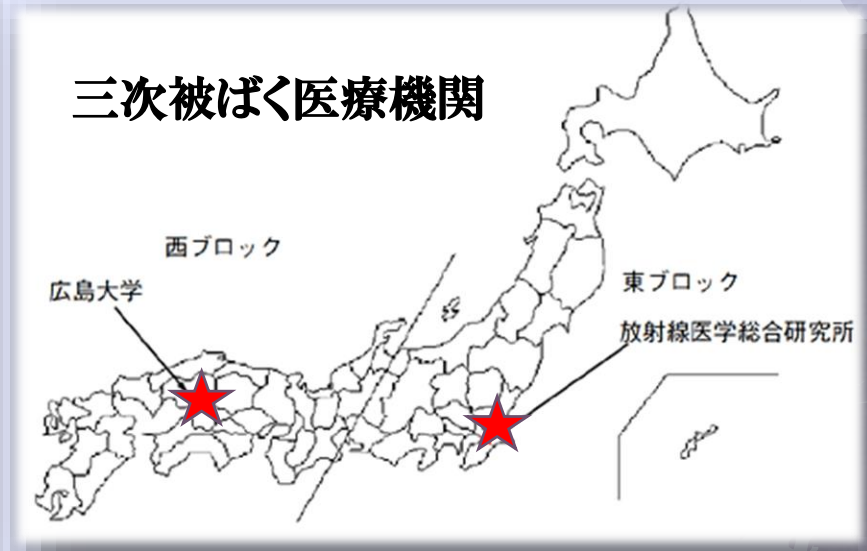 三次被ばく医療機関
西ブロック
広島大学
東ブロック
放射線医学総合研究所